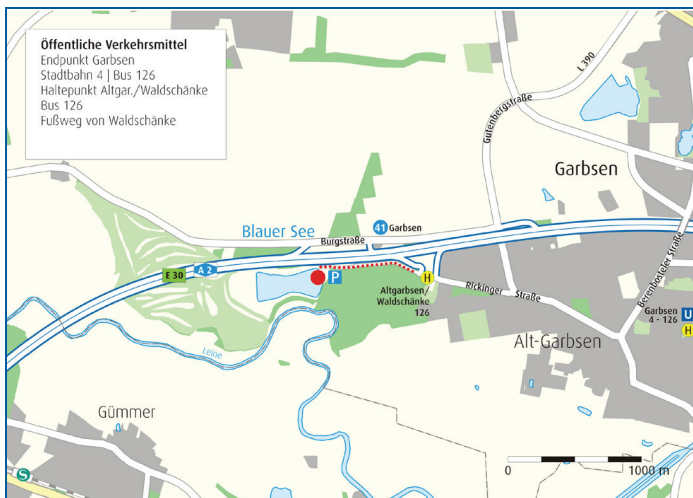 Öffentliche Verkehrsmittel
Endpunkt Garbsen
Stadtbahn 4 | Bus 126
Haltepunkt Altgar./Waldschänke
Bus 126
Fußweg von Waldschänke
L 390
Gutenbergstraße
Garbsen
Blauer See
41 Garbsen
Burgstraße
E 30
A 2
P
H
Altgarbsen/
Waldschänke
126
Rickinger Straße
Berenbosteler Straße
Garbsen
4 - 126
U
H
Alt-Garbsen
Leine
Gümmer
S
0
1000 m